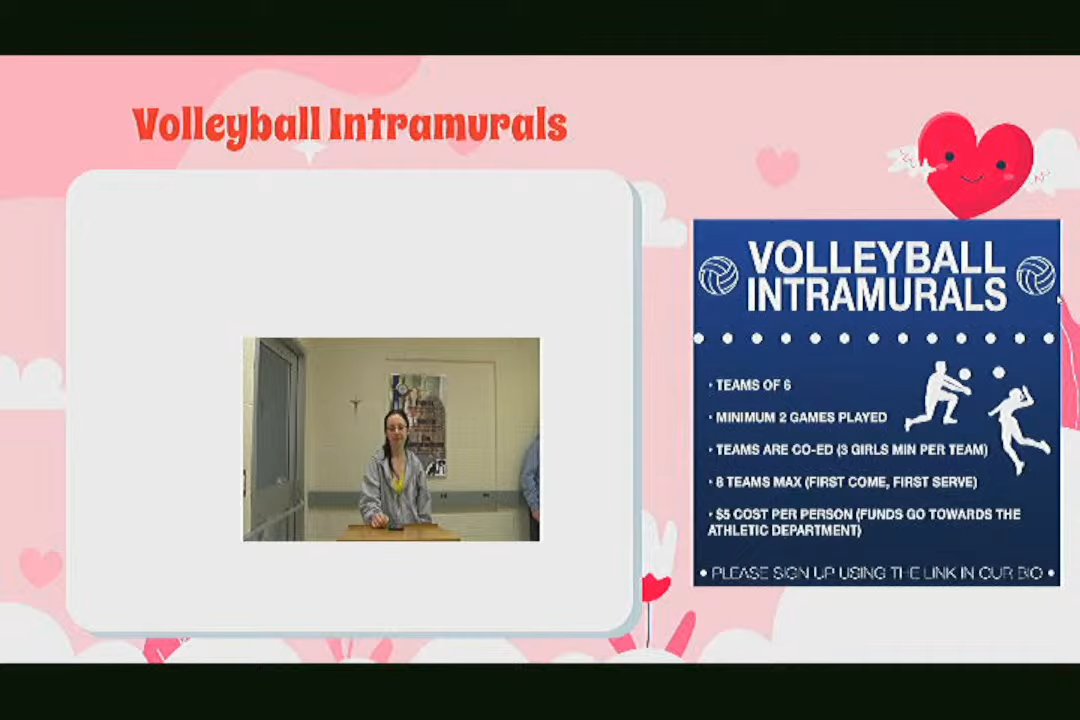 Volleyball Intramurals
VOLLEYBALL
INTRAMURALS
• TEAMS OF 6
• MINIMUM 2 GAMES PLAYED
• TEAMS ARE CO-ED (3 GIRLS MIN PER TEAM)
• 8 TEAMS MAX (FIRST COME, FIRST SERVE)
• $5 COST PER PERSON (FUNDS GO TOWARDS THE
ATHLETIC DEPARTMENT)
• PLEASE SIGN UP USING THE LINK IN OUR BIO •